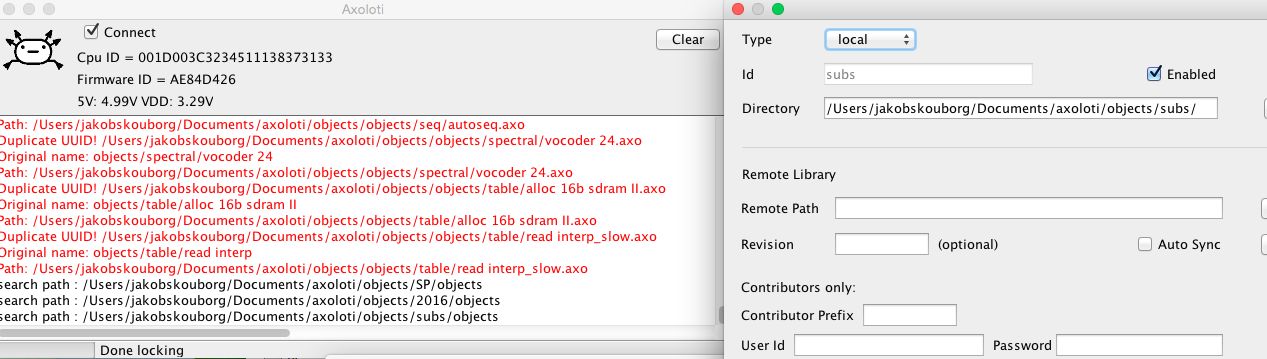 Axoloti
Connect
Clear
Cpu ID = 001D003C3234511138373133
Firmware ID = AE84D426
5V: 4.99V VDD: 3.29V
Path: /Users/jakobskouborg/Documents/axoloti/objects/objects/seq/autoseq.axo
Duplicate UUID! /Users/jakobskouborg/Documents/axoloti/objects/objects/spectral/vocoder 24.axo
Original name: objects/spectral/vocoder 24
Path: /Users/jakobskouborg/Documents/axoloti/objects/spectral/vocoder 24.axo
Duplicate UUID! /Users/jakobskouborg/Documents/axoloti/objects/objects/table/alloc 16b sdram II.axo
Original name: objects/table/alloc 16b sdram II
Path: /Users/jakobskouborg/Documents/axoloti/objects/table/alloc 16b sdram II.axo
Duplicate UUID! /Users/jakobskouborg/Documents/axoloti/objects/objects/table/read interp_slow.axo
Original name: objects/table/read interp
Path: /Users/jakobskouborg/Documents/axoloti/objects/table/read interp_slow.axo
search path : /Users/jakobskouborg/Documents/axoloti/objects/SP/objects
search path : /Users/jakobskouborg/Documents/axoloti/objects/2016/objects
search path : /Users/jakobskouborg/Documents/axoloti/objects/subs/objects
Done locking
Type local
Id subs Enabled
Directory /Users/jakobskouborg/Documents/axoloti/objects/subs/
Remote Library
Remote Path
Revision (optional) Auto Sync
Contributors only:
Contributor Prefix
User Id Password